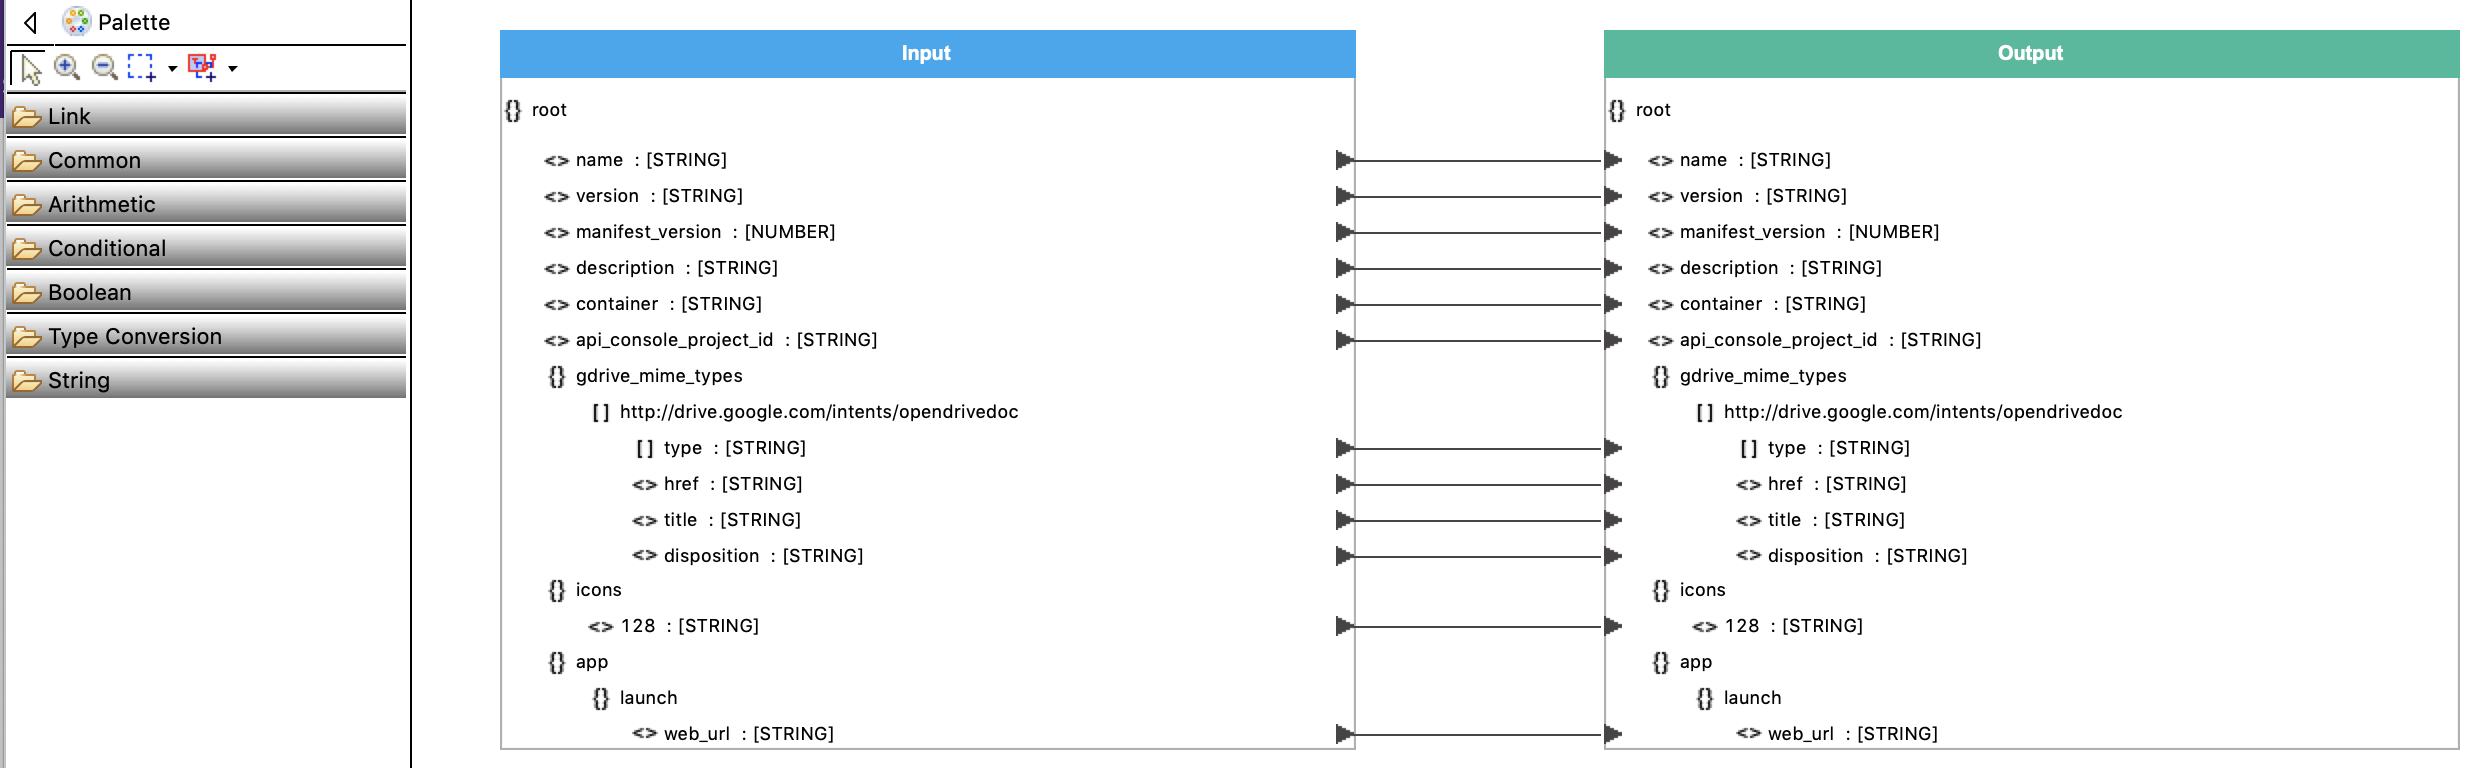 Palette
Link
Common
Arithmetic
Conditional
Boolean
Type Conversion
String
Input
{} root
<> name : [STRING]
<> version : [STRING]
<> manifest_version : [NUMBER]
<> description : [STRING]
<> container : [STRING]
<> api_console_project_id : [STRING]
{} gdrive_mime_types
[] http://drive.google.com/intents/opendrivedoc
[] type : [STRING]
<> href : [STRING]
<> title : [STRING]
<> disposition : [STRING]
{} icons
<> 128 : [STRING]
{} app
{} launch
<> web_url : [STRING]
Output
{} root
<> name : [STRING]
<> version : [STRING]
<> manifest_version : [NUMBER]
<> description : [STRING]
<> container : [STRING]
<> api_console_project_id : [STRING]
{} gdrive_mime_types
[] http://drive.google.com/intents/opendrivedoc
[] type : [STRING]
<> href : [STRING]
<> title : [STRING]
<> disposition : [STRING]
{} icons
<> 128 : [STRING]
{} app
{} launch
<> web_url : [STRING]